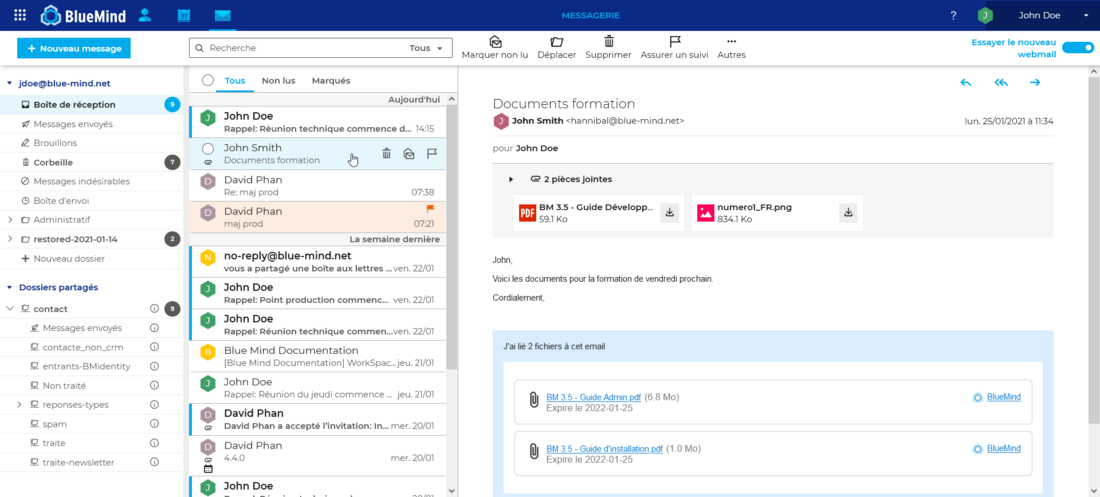 BlueMind
31
MESSAGERIE
?
J
John Doe
+ Nouveau message
Recherche
Tous
Marquer non lu
Déplacer
Supprimer
Assurer un suivi
Autres
Essayer le nouveau
webmail
jdoe@blue-mind.net
Boîte de réception 9
Messages envoyés
Brouillons
Corbeille 7
Messages indésirables
Boîte d'envoi
Administratif
restored-2021-01-14 2
+ Nouveau dossier
Dossiers partagés
contact 9
Messages envoyés
contacte_non_crm
entrants-BMidentity
Non traité
reponses-types
spam
traite
traite-newsletter
Tous Non lus Marqués
Aujourd'hui
J John Doe
Rappel: Réunion technique commence d... 14:15
John Smith
Documents formation
D David Phan
Re: maj prod 07:38
D David Phan
maj prod 07:21
La semaine dernière
N no-reply@blue-mind.net
vous a partagé une boîte aux lettres ... ven. 22/01
J John Doe
Rappel: Point production commenc... ven. 22/01
J John Doe
Rappel: Réunion technique commen... ven. 22/01
B Blue Mind Documentation
[Blue Mind Documentation] WorkSpac... jeu. 21/01
J John Doe
Rappel: Réunion du jeudi commence ... jeu. 21/01
D David Phan
David Phan a accepté l'invitation: In... mer. 20/01
D David Phan
4.4.0 mer. 20/01
J John Doe
Documents formation
J John Smith <hannibal@blue-mind.net> lun. 25/01/2021 à 11:34
pour John Doe
2 pièces jointes
PDF BM 3.5 - Guide Développ...
59.1 Ko
numero1_FR.png
834.1 Ko
John,
Voici les documents pour la formation de vendredi prochain.
Cordialement,
J'ai lié 2 fichiers à cet email
BM 3.5 - Guide Admin.pdf (6.8 Mo) BlueMind
Expire le 2022-01-25
BM 3.5 - Guide d'installation.pdf (1.0 Mo) BlueMind
Expire le 2022-01-25